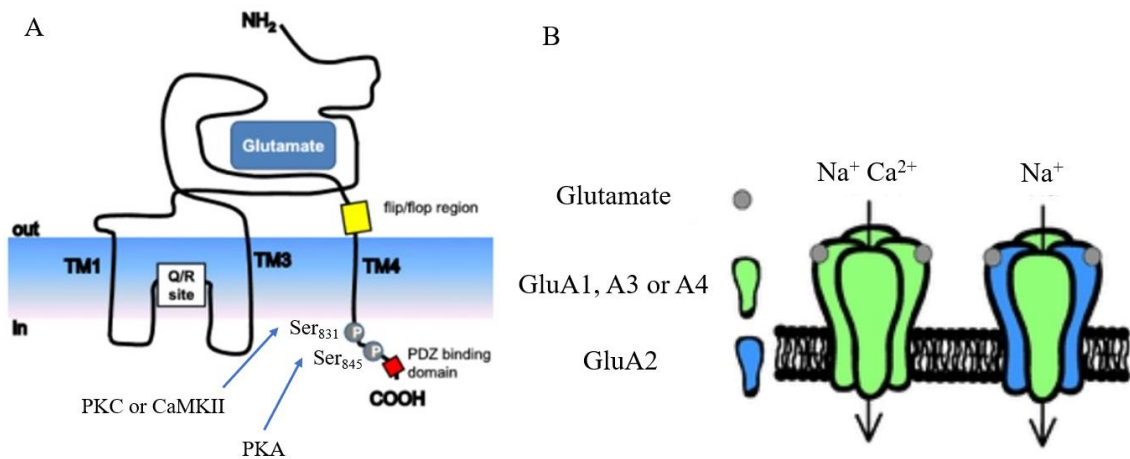 A
NH₂
Glutamate
flip/flop region
out
TM1
TM3
TM4
Q/R
site
in
Ser₈₃₁
P
Ser₈₄₅
P
PDZ binding
domain
COOH
PKC or CaMKII
PKA
B
Na⁺ Ca²⁺
Na⁺
Glutamate
GluA1, A3 or A4
GluA2